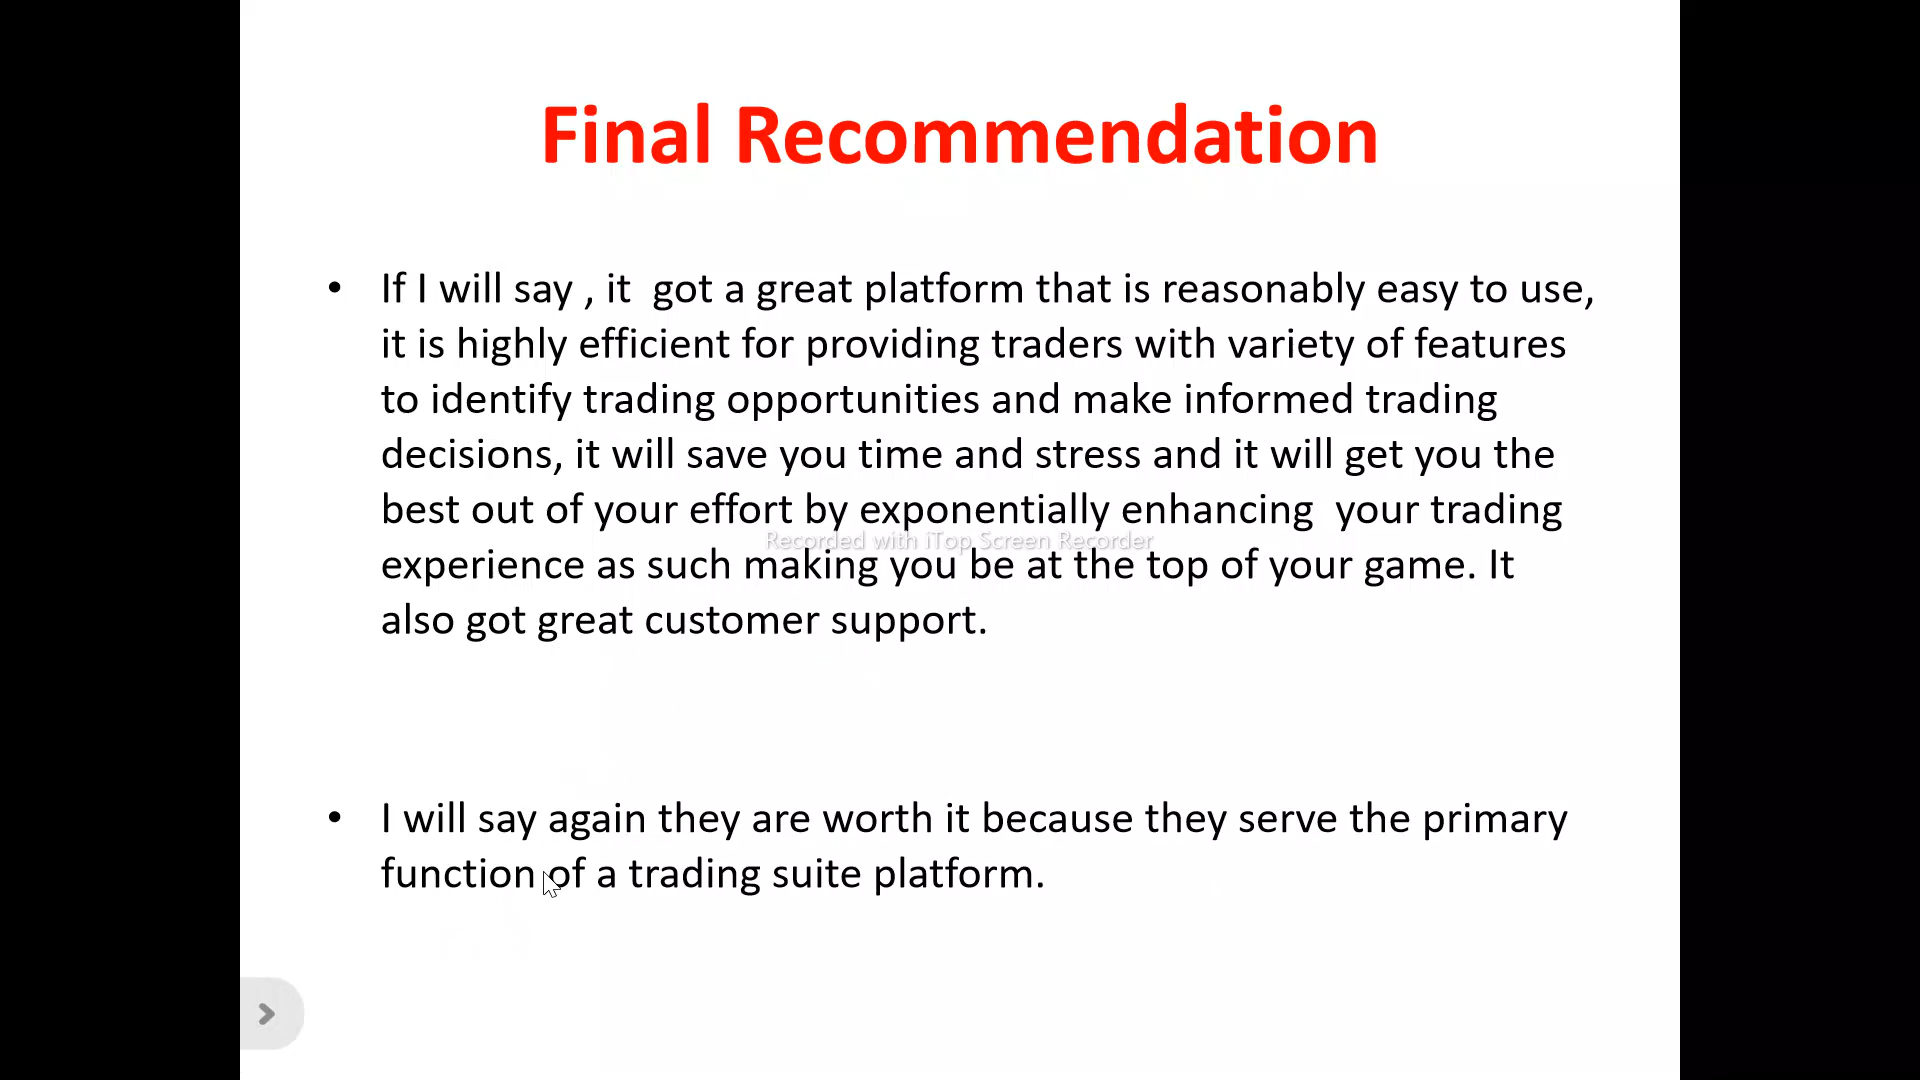 Final Recommendation
• If I will say , it  got a great platform that is reasonably easy to use,
it is highly efficient for providing traders with variety of features
to identify trading opportunities and make informed trading
decisions, it will save you time and stress and it will get you the
best out of your effort by exponentially enhancing  your trading
Recorded with iTop Screen Recorder
experience as such making you be at the top of your game. It
also got great customer support.
• I will say again they are worth it because they serve the primary
function of a trading suite platform.